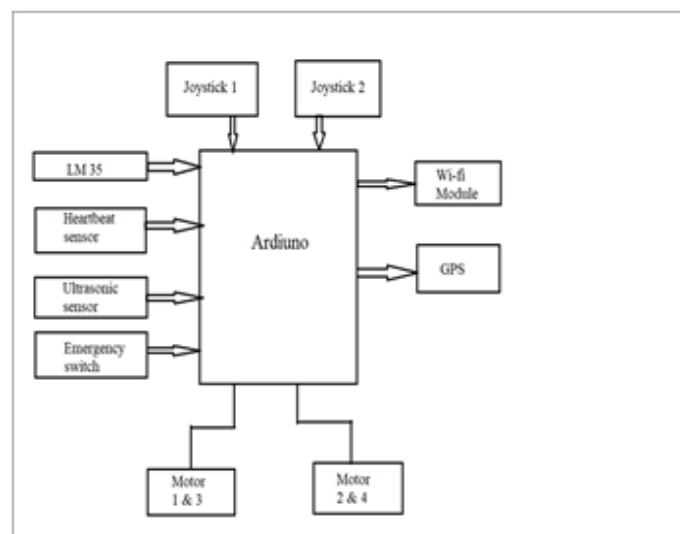 Joystick 1
Joystick 2
LM 35
Heartbeat
sensor
Ultrasonic
sensor
Emergency
switch
Ardiuno
Wi-fi
Module
GPS
Motor
1 & 3
Motor
2 & 4